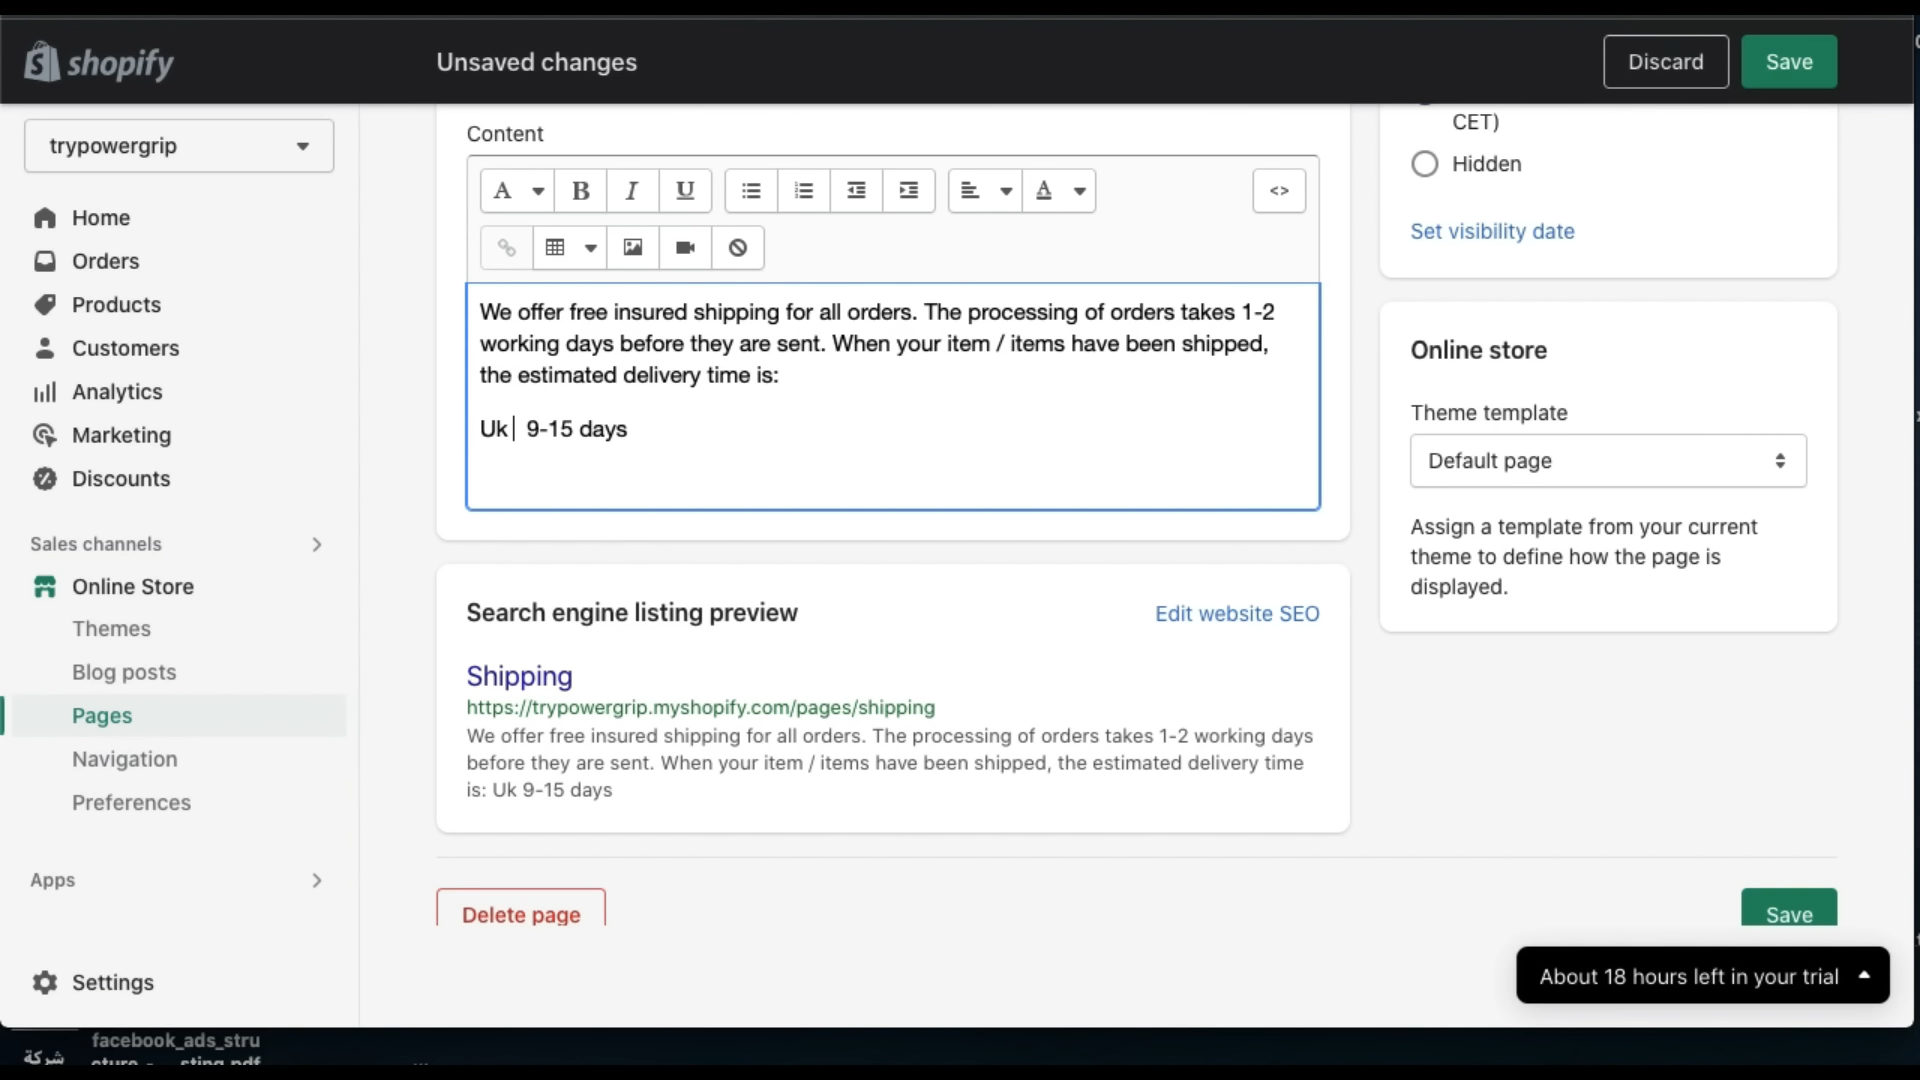 shopify
Unsaved changes
Discard
Save
trypowergrip
Home
Orders
Products
Customers
Analytics
Marketing
Discounts
Sales channels
Online Store
Themes
Blog posts
Pages
Navigation
Preferences
Apps
Settings
Content
A B I U A <>
We offer free insured shipping for all orders. The processing of orders takes 1-2
working days before they are sent. When your item / items have been shipped,
the estimated delivery time is:
Uk 9-15 days
Search engine listing preview
Edit website SEO
Shipping
https://trypowergrip.myshopify.com/pages/shipping
We offer free insured shipping for all orders. The processing of orders takes 1-2 working days
before they are sent. When your item / items have been shipped, the estimated delivery time
is: Uk 9-15 days
Delete page
Save
CET)
Hidden
Set visibility date
Online store
Theme template
Default page
Assign a template from your current
theme to define how the page is
displayed.
About 18 hours left in your trial
facebook_ads_stru
شركة